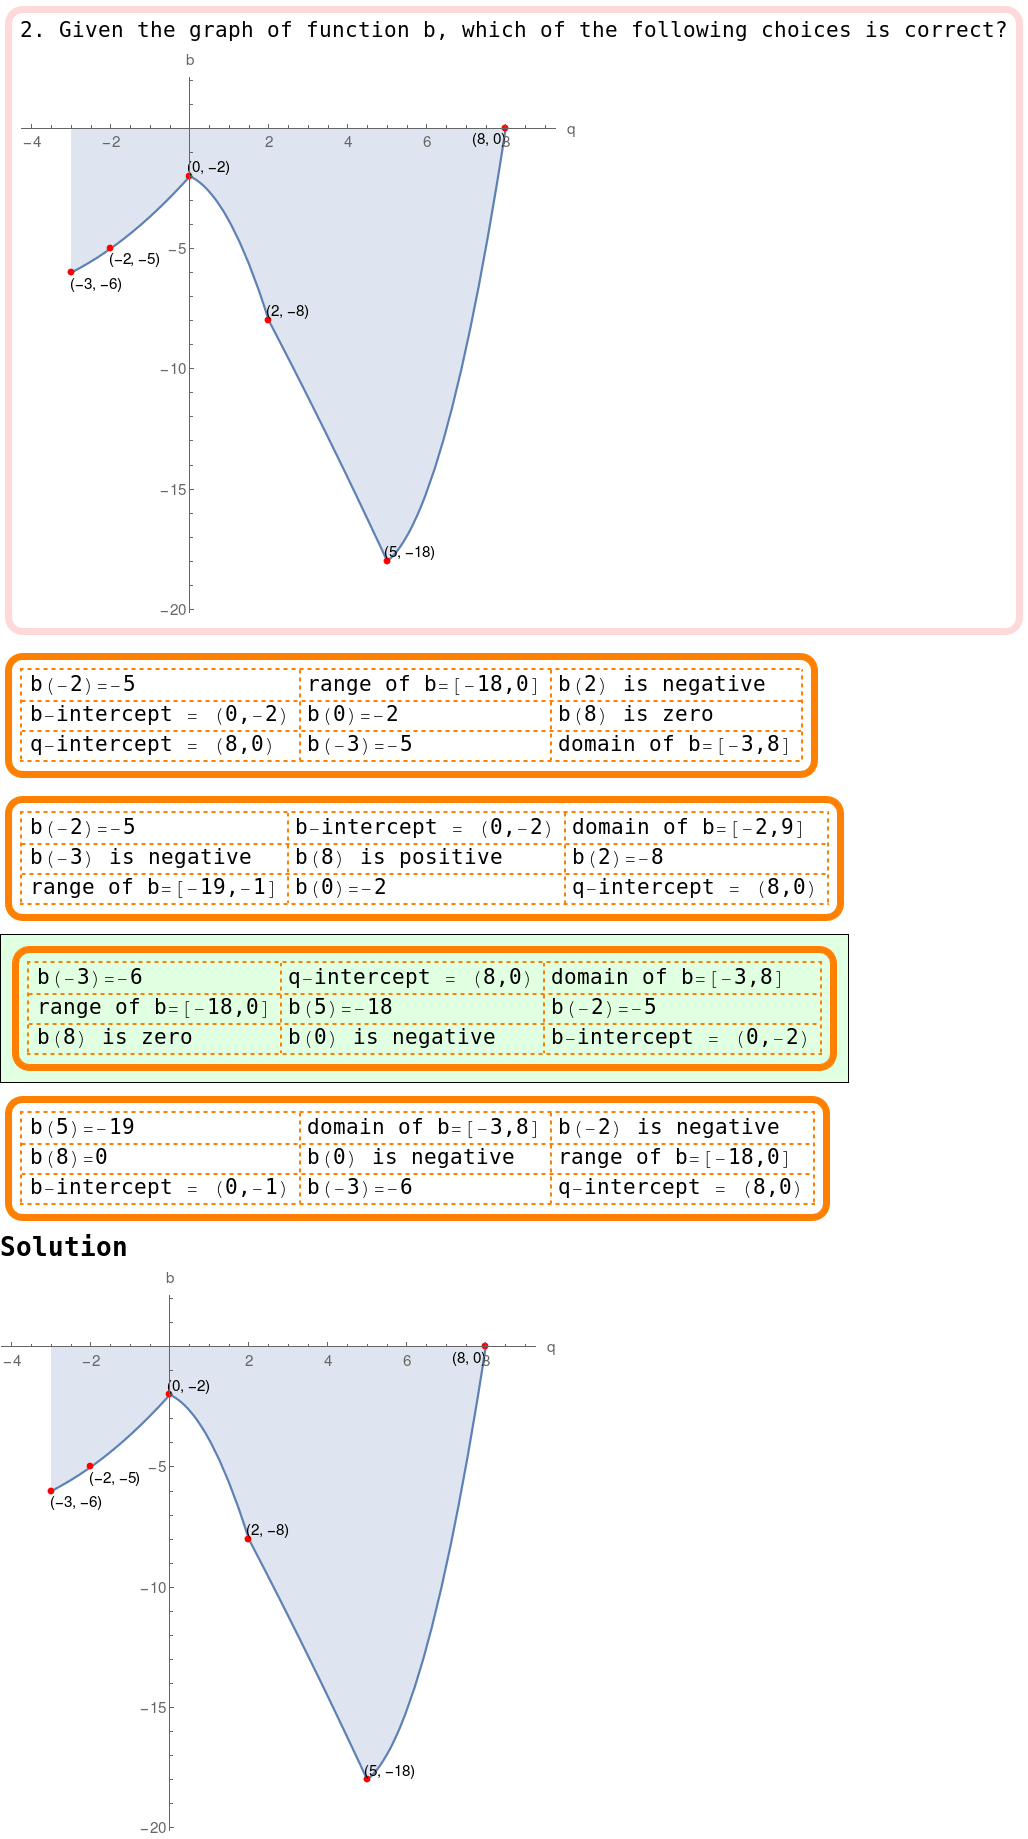 2. Given the graph of function b, which of the following choices is correct?
b
q
−4 −2 2 4 6 8
(8, 0)
(0, −2)
−5
(−2, −5)
(−3, −6)
(2, −8)
−10
−15
(5, −18)
−20
b(-2)=-5 range of b=[-18,0] b(2) is negative
b-intercept = (0,-2) b(0)=-2 b(8) is zero
q-intercept = (8,0) b(-3)=-5 domain of b=[-3,8]
b(-2)=-5 b-intercept = (0,-2) domain of b=[-2,9]
b(-3) is negative b(8) is positive b(2)=-8
range of b=[-19,-1] b(0)=-2 q-intercept = (8,0)
b(-3)=-6 q-intercept = (8,0) domain of b=[-3,8]
range of b=[-18,0] b(5)=-18 b(-2)=-5
b(8) is zero b(0) is negative b-intercept = (0,-2)
b(5)=-19 domain of b=[-3,8] b(-2) is negative
b(8)=0 b(0) is negative range of b=[-18,0]
b-intercept = (0,-1) b(-3)=-6 q-intercept = (8,0)
Solution
b
q
−4 −2 2 4 6 8
(8, 0)
(0, −2)
−5
(−2, −5)
(−3, −6)
(2, −8)
−10
−15
(5, −18)
−20